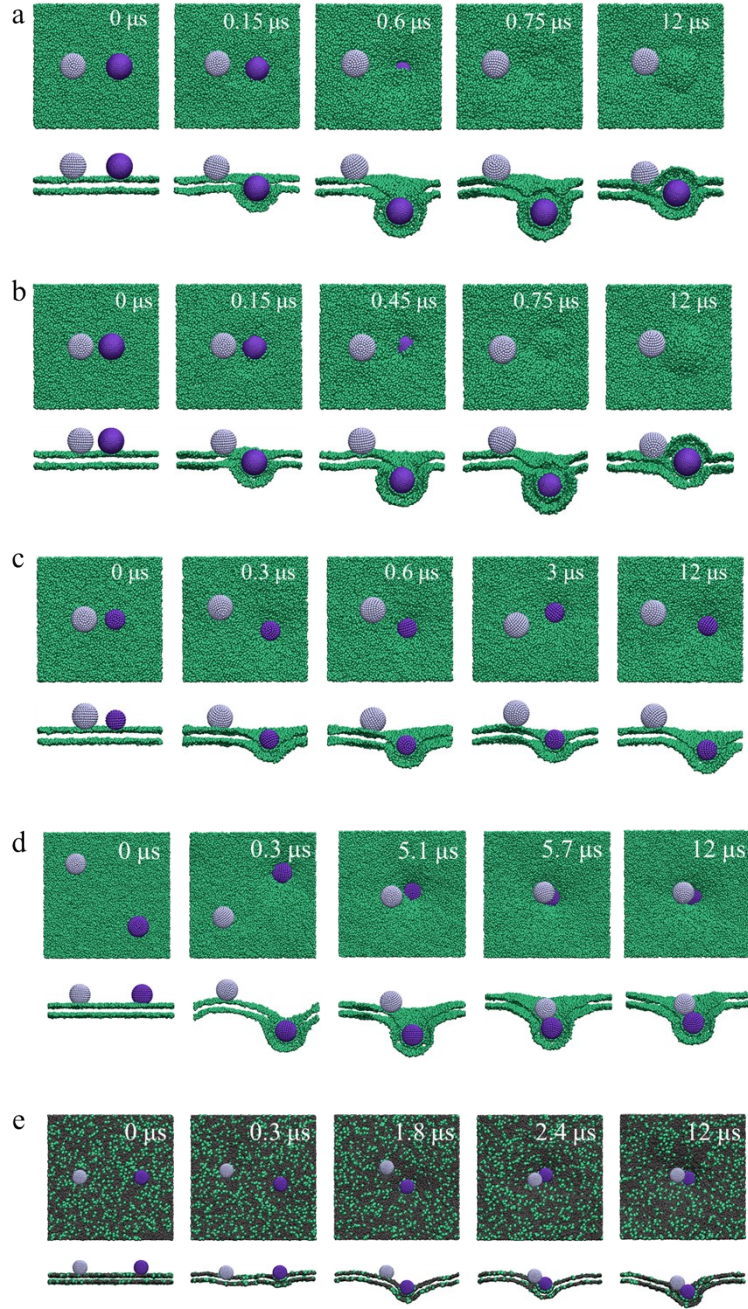 a
0 μs 0.15 μs 0.6 μs 0.75 μs 12 μs
b
0 μs 0.15 μs 0.45 μs 0.75 μs 12 μs
c
0 μs 0.3 μs 0.6 μs 3 μs 12 μs
d
0 μs 0.3 μs 5.1 μs 5.7 μs 12 μs
e
0 μs 0.3 μs 1.8 μs 2.4 μs 12 μs